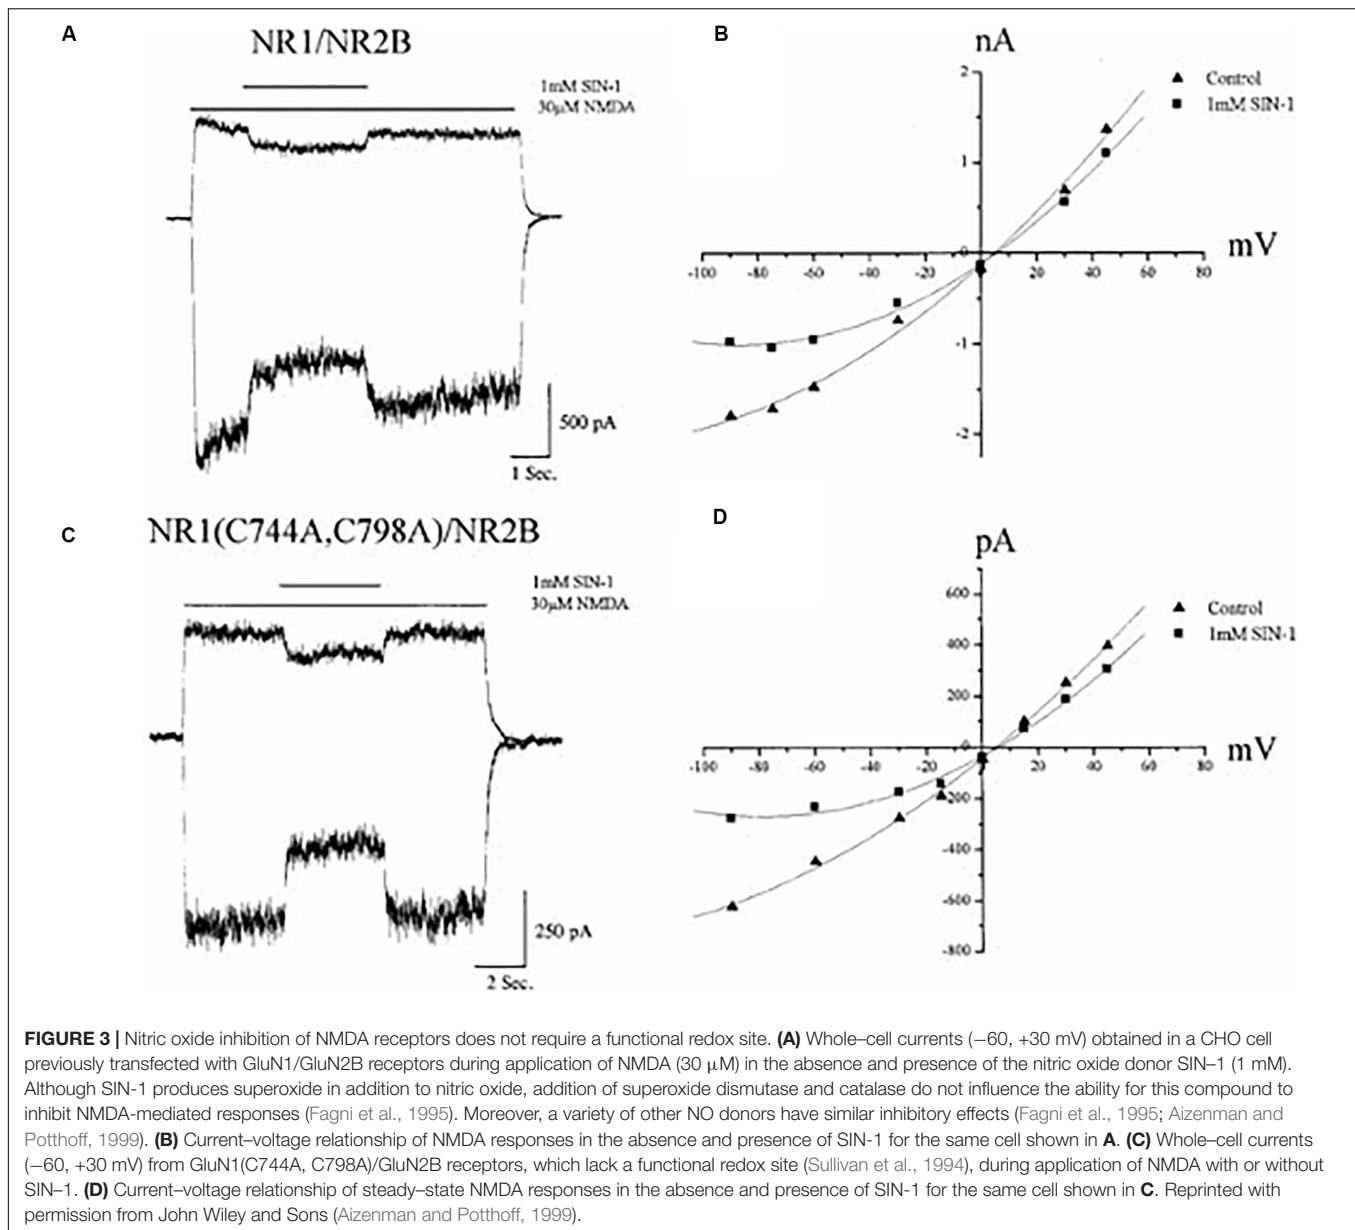 A
NR1/NR2B
1mM SIN-1
30µM NMDA
500 pA
1 Sec.
B
nA
Control
1mM SIN-1
2
1
0
-1
-2
-100 -80 -60 -40 -20 20 40 60 80
mV
C
NR1(C744A,C798A)/NR2B
1mM SIN-1
30µM NMDA
250 pA
2 Sec.
D
pA
Control
1mM SIN-1
600
400
200
0
-200
-400
-600
-800
-100 -80 -60 -40 -20 20 40 60 80
mV
FIGURE 3 | Nitric oxide inhibition of NMDA receptors does not require a functional redox site. (A) Whole–cell currents (−60, +30 mV) obtained in a CHO cell
previously transfected with GluN1/GluN2B receptors during application of NMDA (30 µM) in the absence and presence of the nitric oxide donor SIN–1 (1 mM).
Although SIN-1 produces superoxide in addition to nitric oxide, addition of superoxide dismutase and catalase do not influence the ability for this compound to
inhibit NMDA-mediated responses (Fagni et al., 1995). Moreover, a variety of other NO donors have similar inhibitory effects (Fagni et al., 1995; Aizenman and
Potthoff, 1999). (B) Current–voltage relationship of NMDA responses in the absence and presence of SIN-1 for the same cell shown in A. (C) Whole–cell currents
(−60, +30 mV) from GluN1(C744A, C798A)/GluN2B receptors, which lack a functional redox site (Sullivan et al., 1994), during application of NMDA with or without
SIN–1. (D) Current–voltage relationship of steady–state NMDA responses in the absence and presence of SIN-1 for the same cell shown in C. Reprinted with
permission from John Wiley and Sons (Aizenman and Potthoff, 1999).